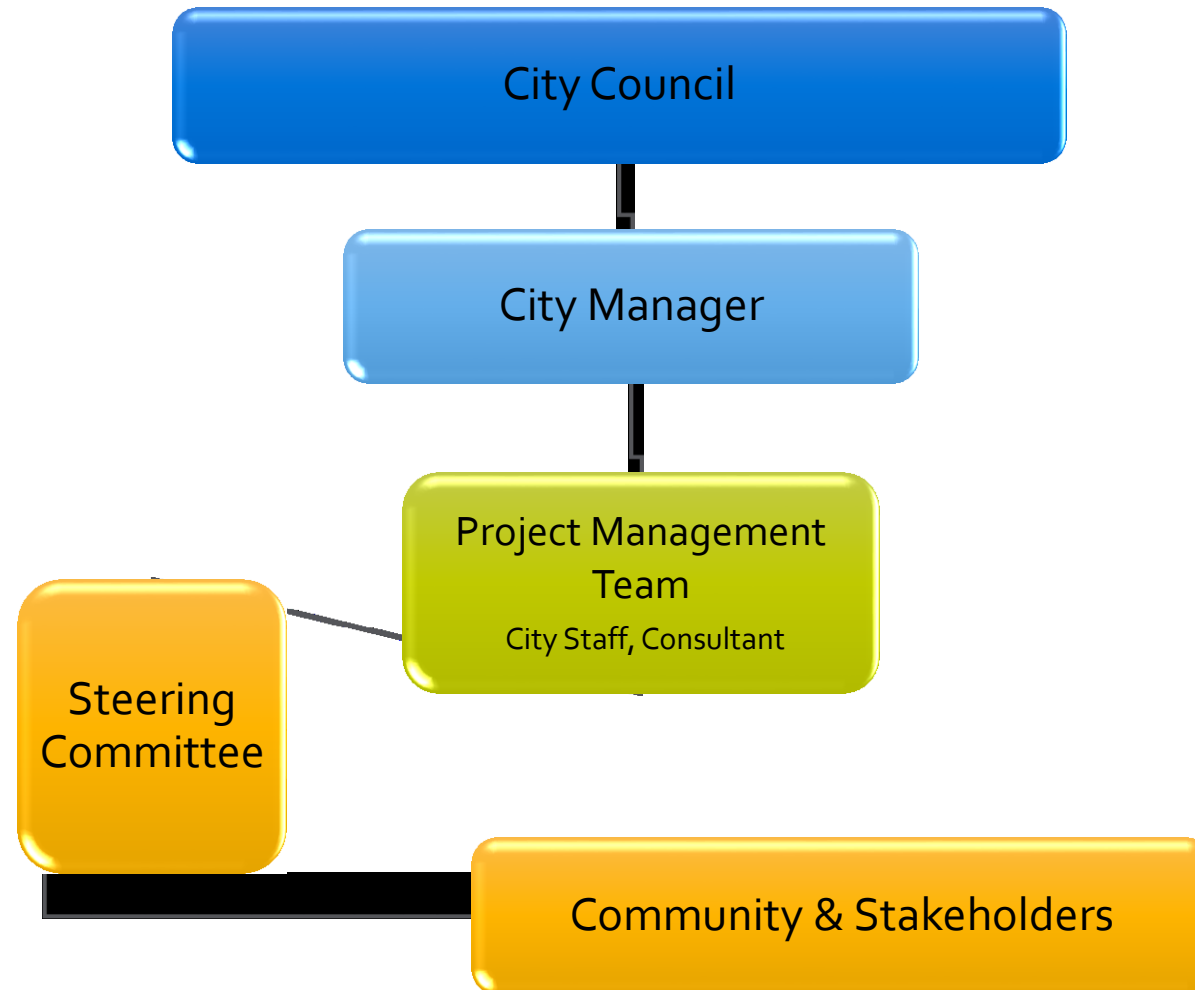 City Council
City Manager
Project Management
Team
City Staff, Consultant
Steering
Committee
Community & Stakeholders